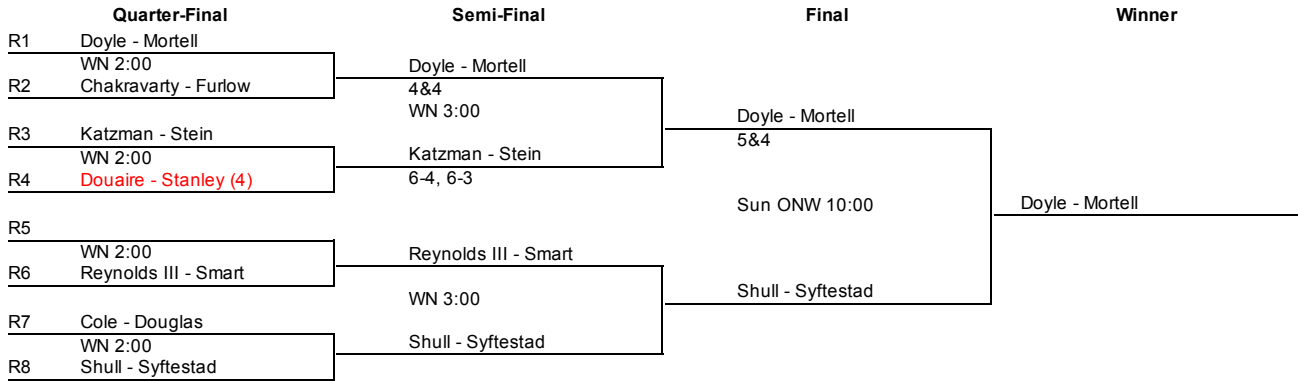 Quarter-Final Semi-Final Final Winner
R1 Doyle - Mortell
WN 2:00
R2 Chakravarty - Furlow
Doyle - Mortell
4&4
WN 3:00
R3 Katzman - Stein
WN 2:00
R4 Douaire - Stanley (4)
Katzman - Stein
6-4, 6-3
Doyle - Mortell
5&4
Sun ONW 10:00
Doyle - Mortell
R5
WN 2:00
R6 Reynolds III - Smart
Reynolds III - Smart
WN 3:00
Shull - Syftestad
R7 Cole - Douglas
WN 2:00
R8 Shull - Syftestad
Shull - Syftestad